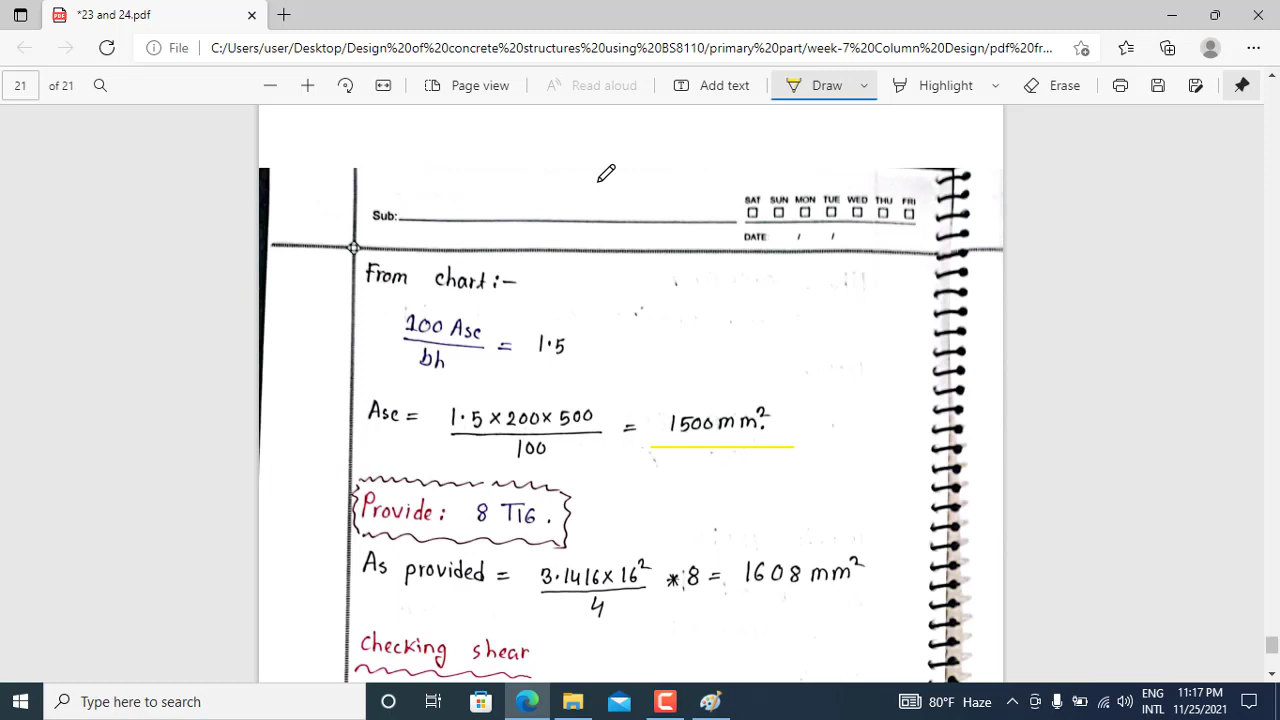 *23 and 24.pdf
File C:/Users/user/Desktop/Design%20of%20concrete%20structures%20using%20BS8110/primary%20part/week-7%20Column%20Design/pdf%20fr...
21 of 21 Page view Read aloud Add text Draw Highlight Erase
SAT SUN MON TUE WED THU FRI
Sub:
DATE / /
From chart:-
100 Asc
bh
= 1.5
Asc = 1.5 × 200 × 500
100
= 1500 mm²
Provide: 8 T16.
As provided = 3.1416 × 16²
4
* 8 = 1608 mm²
Checking shear
Type here to search
80°F Haze
ENG
INTL
11/25/2021